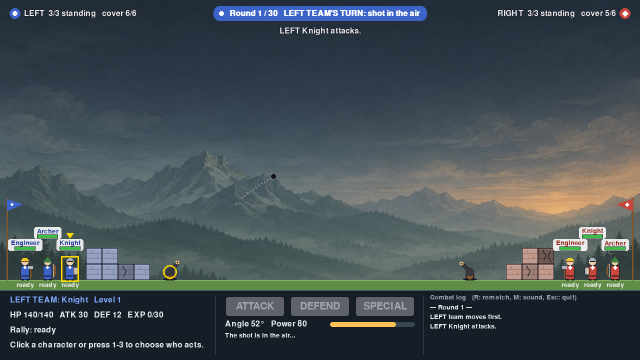 LEFT 3/3 standing cover 6/6
Round 1 / 30 LEFT TEAM'S TURN: shot in the air
RIGHT 3/3 standing cover 5/6
LEFT Knight attacks.
Archer
Engineer
Knight
ready
ready
ready
Knight
Engineer
Archer
ready
ready
ready
LEFT TEAM: Knight Level 1
HP 140/140 ATK 30 DEF 12 EXP 0/30
Rally: ready
Click a character or press 1-3 to choose who acts.
ATTACK
DEFEND
SPECIAL
Angle 52° Power 80
The shot is in the air...
Combat log (R: rematch, M: sound, Esc: quit)
— Round 1 —
LEFT team moves first.
LEFT Knight attacks.